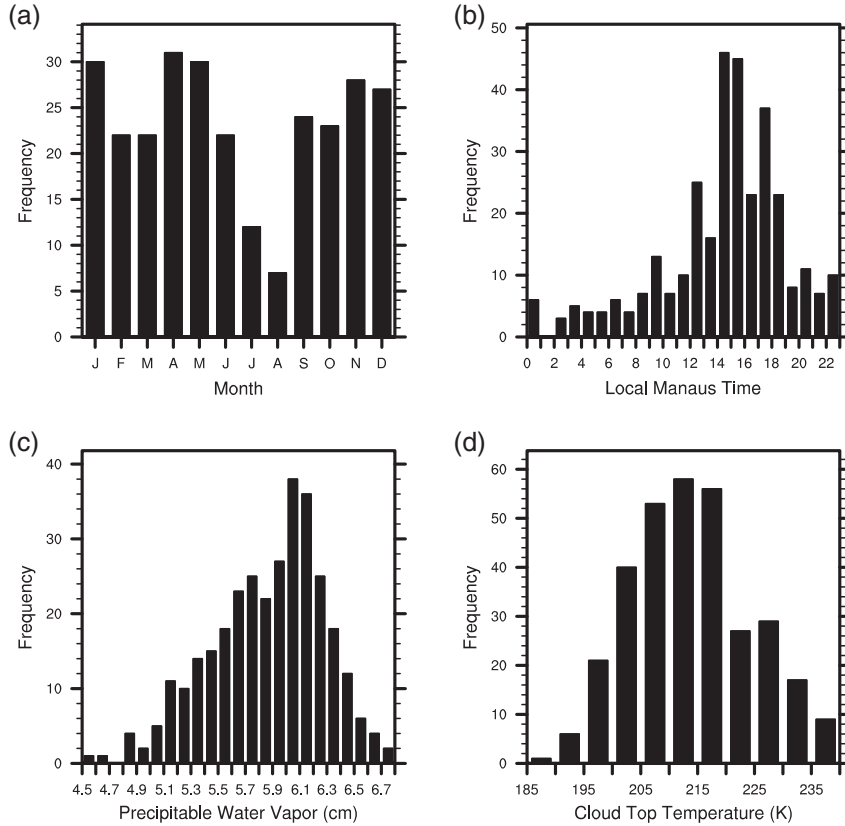 (a)
30
25
20
15
10
5
0
Frequency
J F M A M J J A S O N D
Month
(b)
50
40
30
20
10
0
Frequency
0 2 4 6 8 10 12 14 16 18 20 22
Local Manaus Time
(c)
40
30
20
10
0
Frequency
4.5 4.7 4.9 5.1 5.3 5.5 5.7 5.9 6.1 6.3 6.5 6.7
Precipitable Water Vapor (cm)
(d)
60
50
40
30
20
10
0
Frequency
185 195 205 215 225 235
Cloud Top Temperature (K)